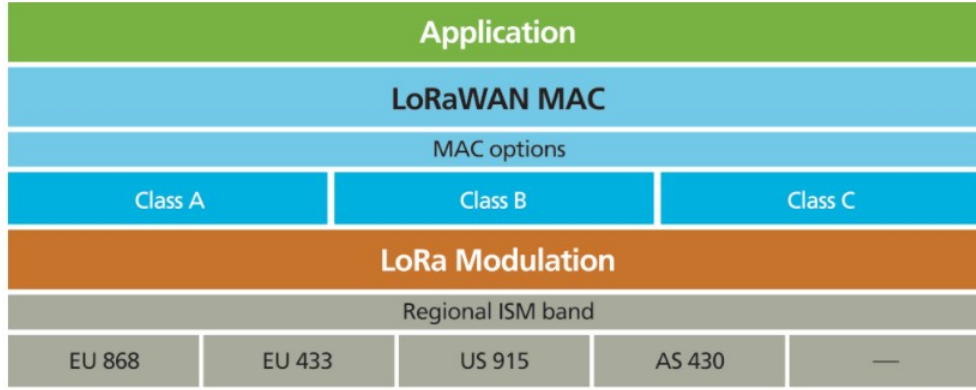 Application
LoRaWAN MAC
MAC options
Class A Class B Class C
LoRa Modulation
Regional ISM band
EU 868 EU 433 US 915 AS 430 —